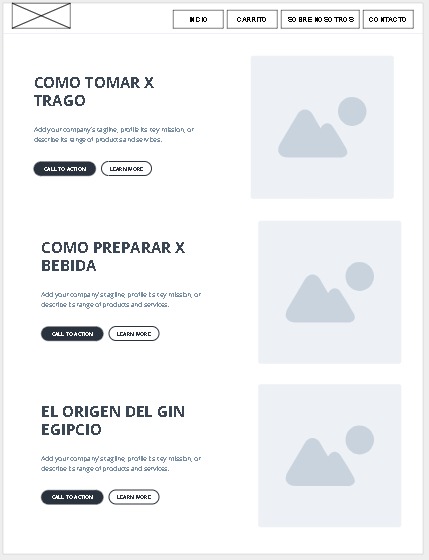 INICIO
CARRITO
SOBRE NOSOTROS
CONTACTO
COMO TOMAR X
TRAGO
Add your company's tagline, profile its key mission, or
describe its range of products and services.
CALL TO ACTION
LEARN MORE
COMO PREPARAR X
BEBIDA
Add your company's tagline, profile its key mission, or
describe its range of products and services.
CALL TO ACTION
LEARN MORE
EL ORIGEN DEL GIN
EGIPCIO
Add your company's tagline, profile its key mission, or
describe its range of products and services.
CALL TO ACTION
LEARN MORE